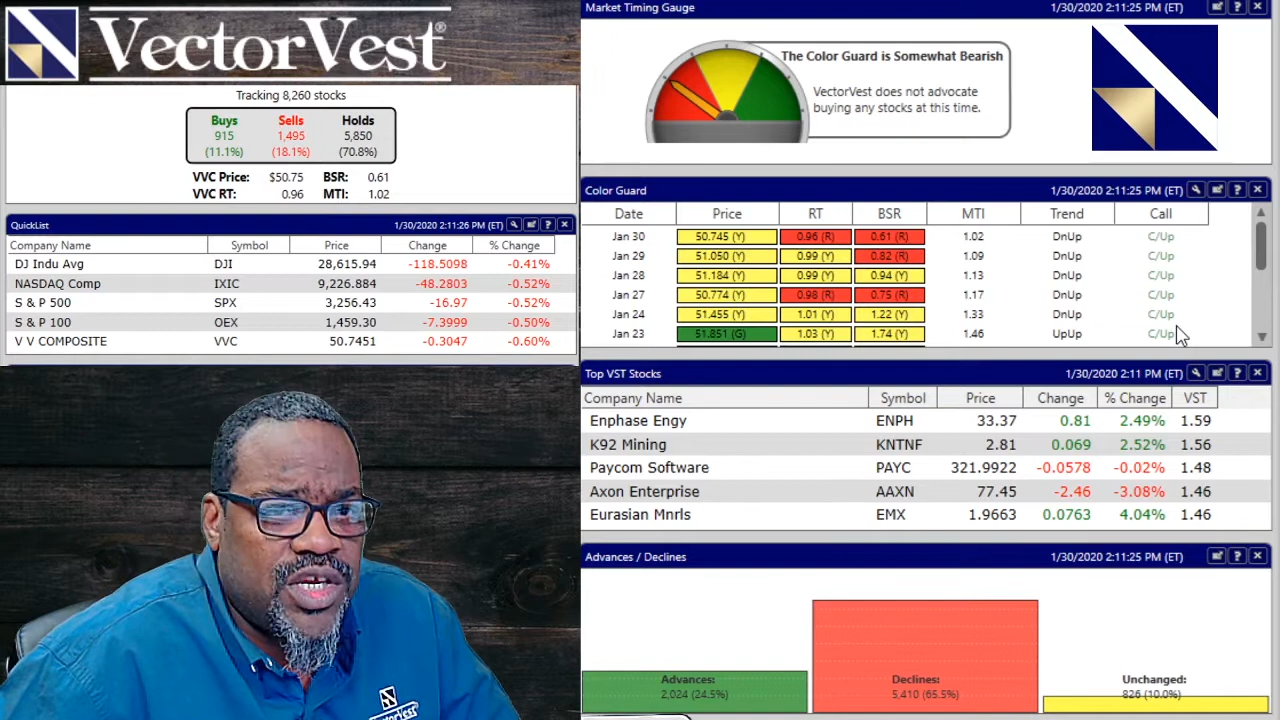 VectorVest®
Tracking 8,260 stocks
Buys Sells Holds
915 1,495 5,850
(11.1%) (18.1%) (70.8%)
VVC Price: $50.75 BSR: 0.61
VVC RT: 0.96 MTI: 1.02
QuickList 1/30/2020 2:11:26 PM (ET) ?
Company Name Symbol Price Change % Change
DJ Indu Avg DJI 28,615.94 -118.5098 -0.41%
NASDAQ Comp IXIC 9,226.884 -48.2803 -0.52%
S & P 500 SPX 3,256.43 -16.97 -0.52%
S & P 100 OEX 1,459.30 -7.3999 -0.50%
COMPOSITE VVC 50.7451 -0.3047 -0.60%
Market Timing Gauge 1/30/2020 2:11:25 PM (ET) ?
The Color Guard is Somewhat Bearish
VectorVest does not advocate
buying any stocks at this time.
Color Guard 1/30/2020 2:11:25 PM (ET) ?
Date Price RT BSR MTI Trend Call
Jan 30 50.745 (Y) 0.96 (R) 0.61 (R) 1.02 DnUp C/Up
Jan 29 51.050 (Y) 0.99 (Y) 0.82 (R) 1.09 DnUp C/Up
Jan 28 51.184 (Y) 0.99 (Y) 0.94 (Y) 1.13 DnUp C/Up
Jan 27 50.774 (Y) 0.98 (R) 0.75 (R) 1.17 DnUp C/Up
Jan 24 51.455 (Y) 1.01 (Y) 1.22 (Y) 1.33 DnUp C/Up
Jan 23 51.851 (G) 1.03 (Y) 1.74 (Y) 1.46 UpUp C/Up
Top VST Stocks 1/30/2020 2:11 PM (ET) ?
Company Name Symbol Price Change % Change VST
Enphase Engy ENPH 33.37 0.81 2.49% 1.59
K92 Mining KNTNF 2.81 0.069 2.52% 1.56
Paycom Software PAYC 321.9922 -0.0578 -0.02% 1.48
Axon Enterprise AAXN 77.45 -2.46 -3.08% 1.46
Eurasian Mnrls EMX 1.9663 0.0763 4.04% 1.46
Advances / Declines 1/30/2020 2:11:25 PM (ET) ?
Advances: Declines: Unchanged:
2,024 (24.5%) 5,410 (65.5%) 826 (10.0%)
VectorVest